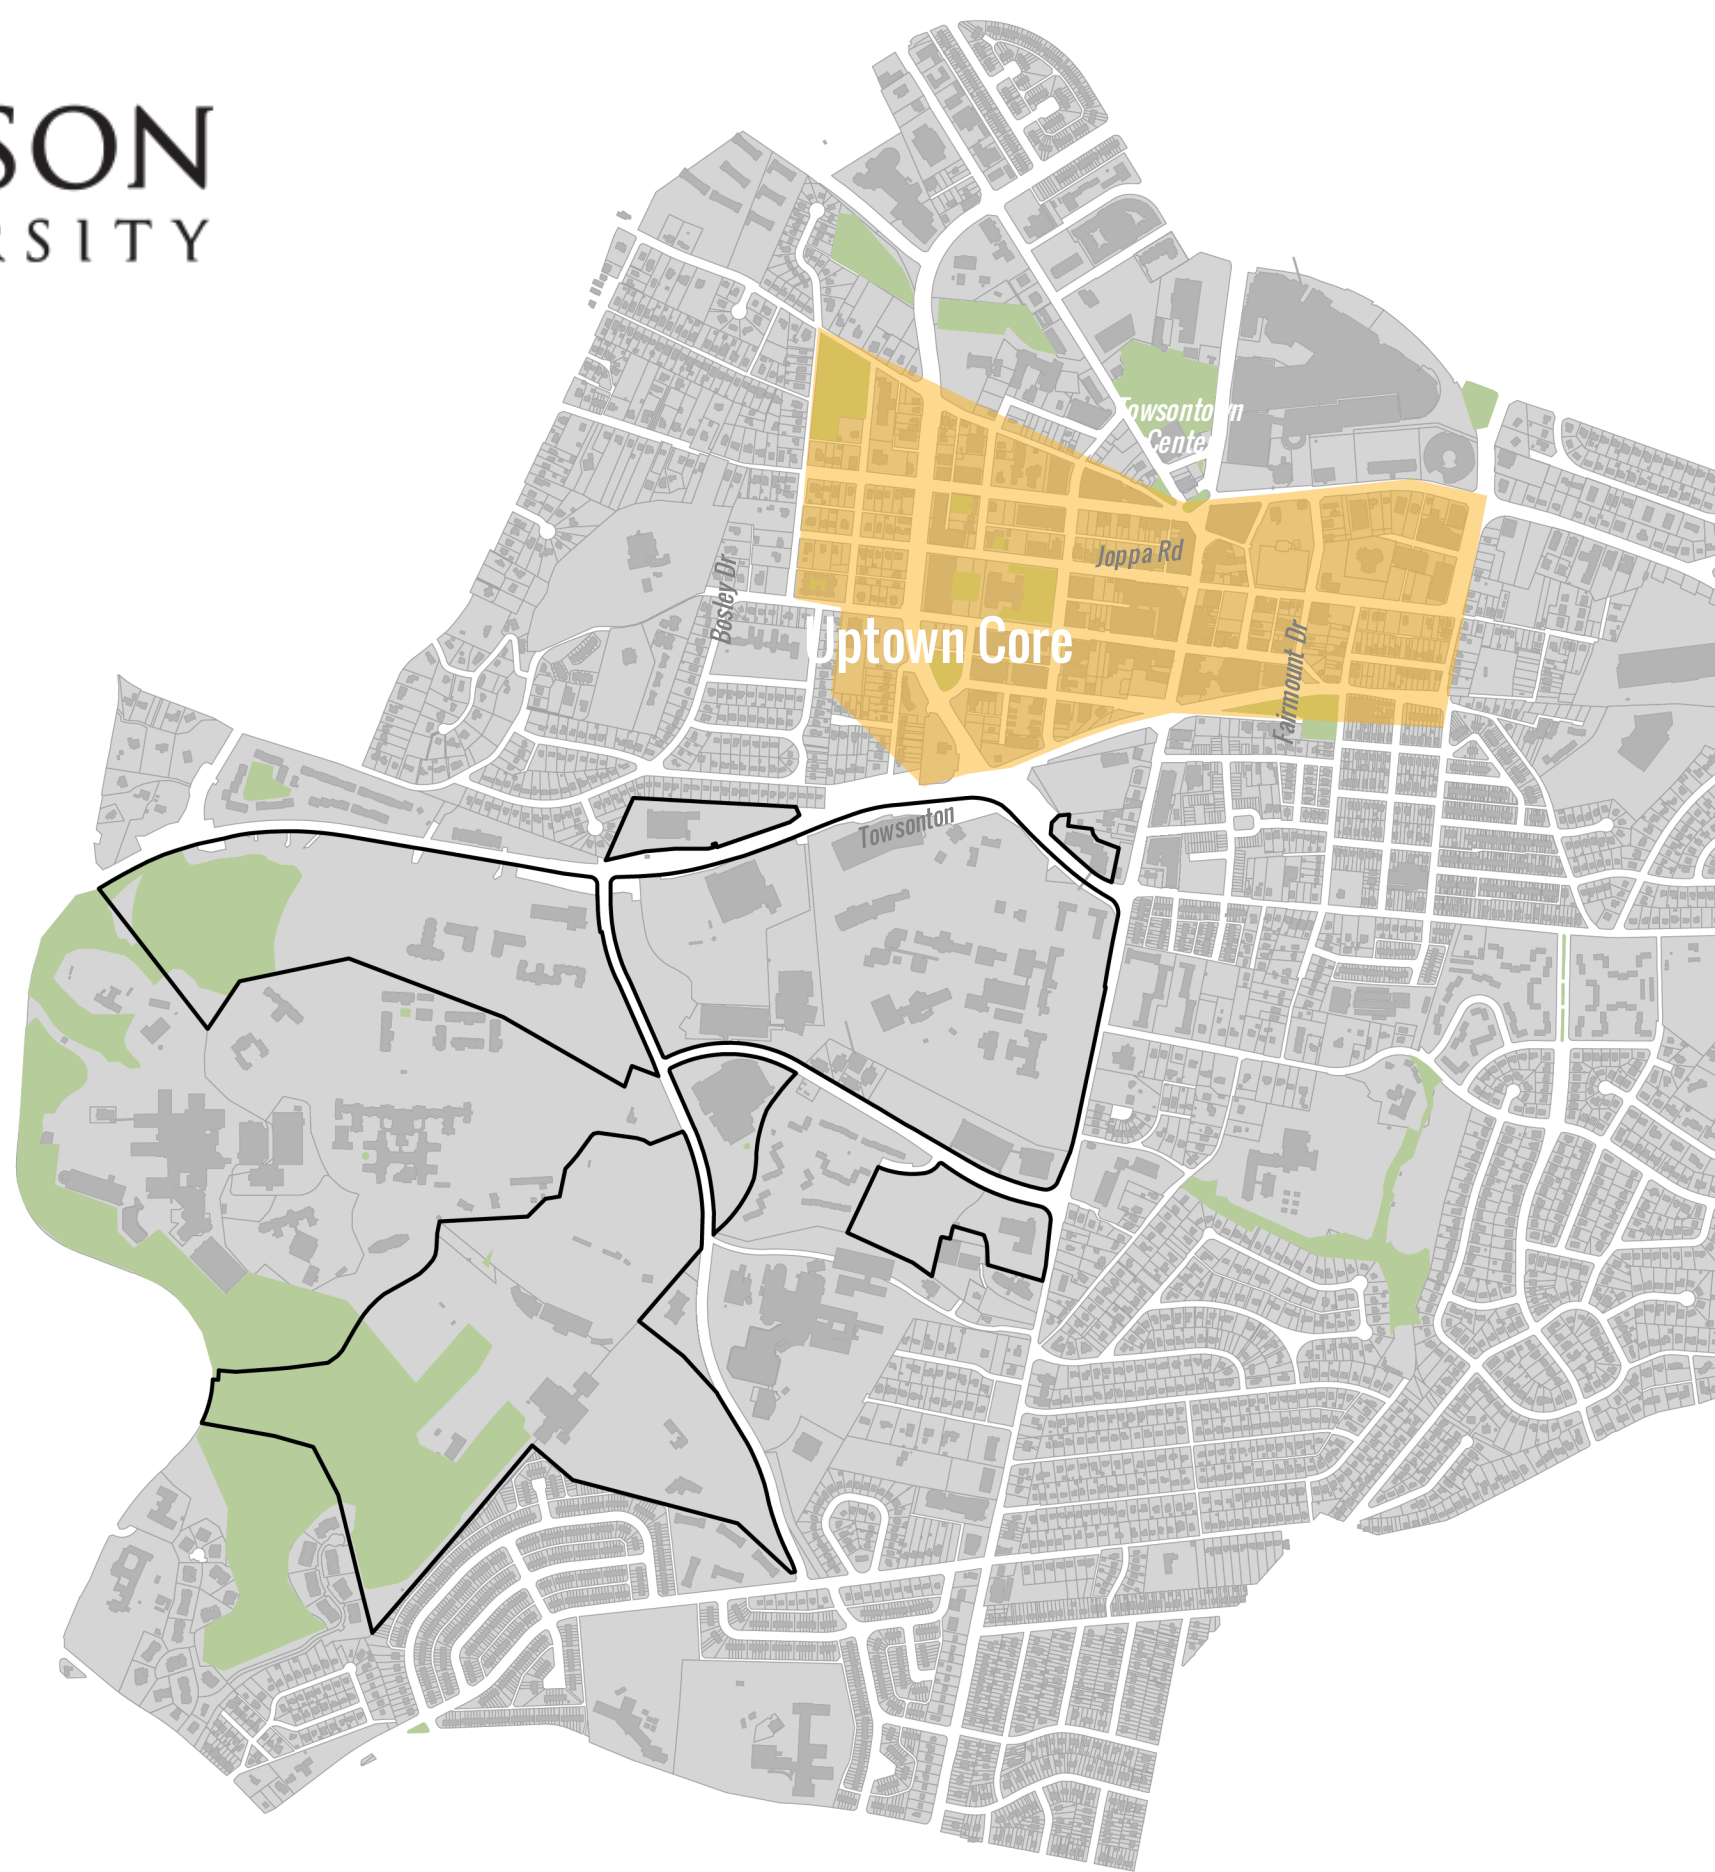 SON
RSITY
Towsontown
Center
Joppa Rd
Bosley Dr
Uptown Core
Fairmount Dr
Towsonton